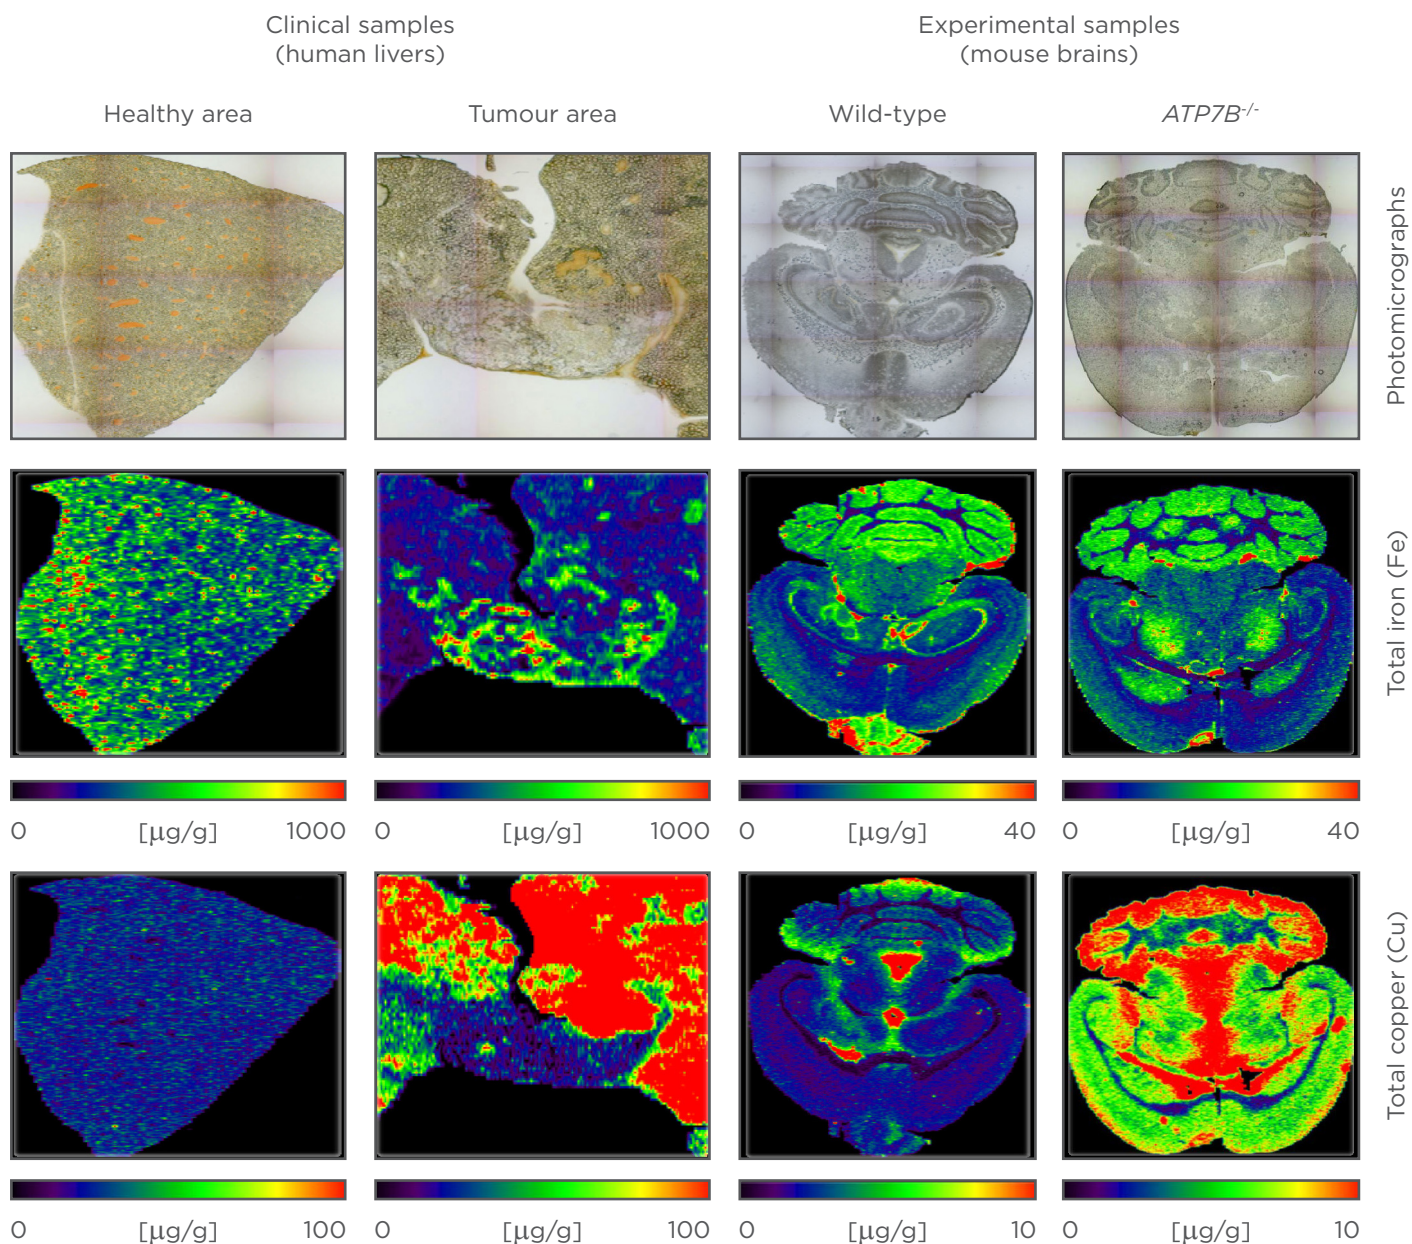 Clinical samples
(human livers)
Experimental samples
(mouse brains)
Healthy area
Tumour area
Wild-type
ATP7B-/-
Photomicrographs
Total iron (Fe)
0 [µg/g] 1000
0 [µg/g] 1000
0 [µg/g] 40
0 [µg/g] 40
Total copper (Cu)
0 [µg/g] 100
0 [µg/g] 100
0 [µg/g] 10
0 [µg/g] 10